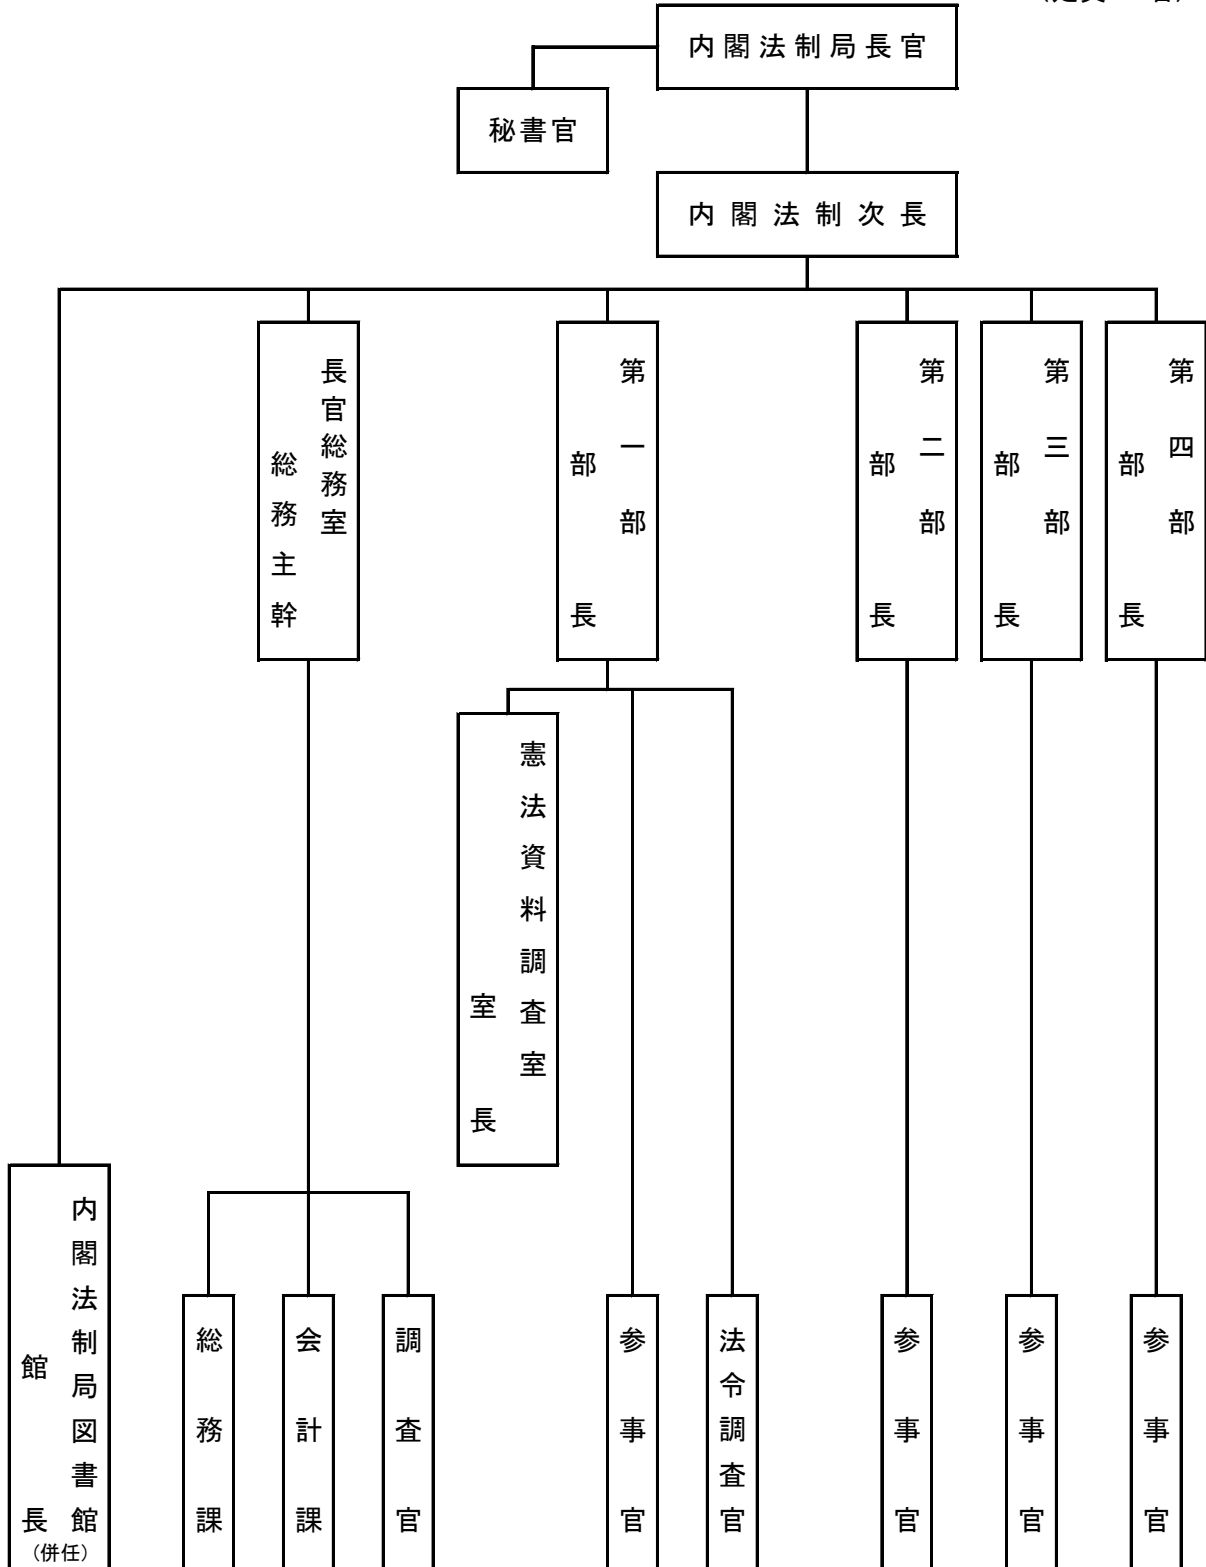 内閣法制局長官
秘書官
内閣法制次長
長官総務室
総務主幹
第一部
部長
第二部
部長
第三部
部長
第四部
部長
憲法資料調査室
室長
内閣法制局図書館
館長
（併任）
総務課
会計課
調査官
参事官
法令調査官
参事官
参事官
参事官